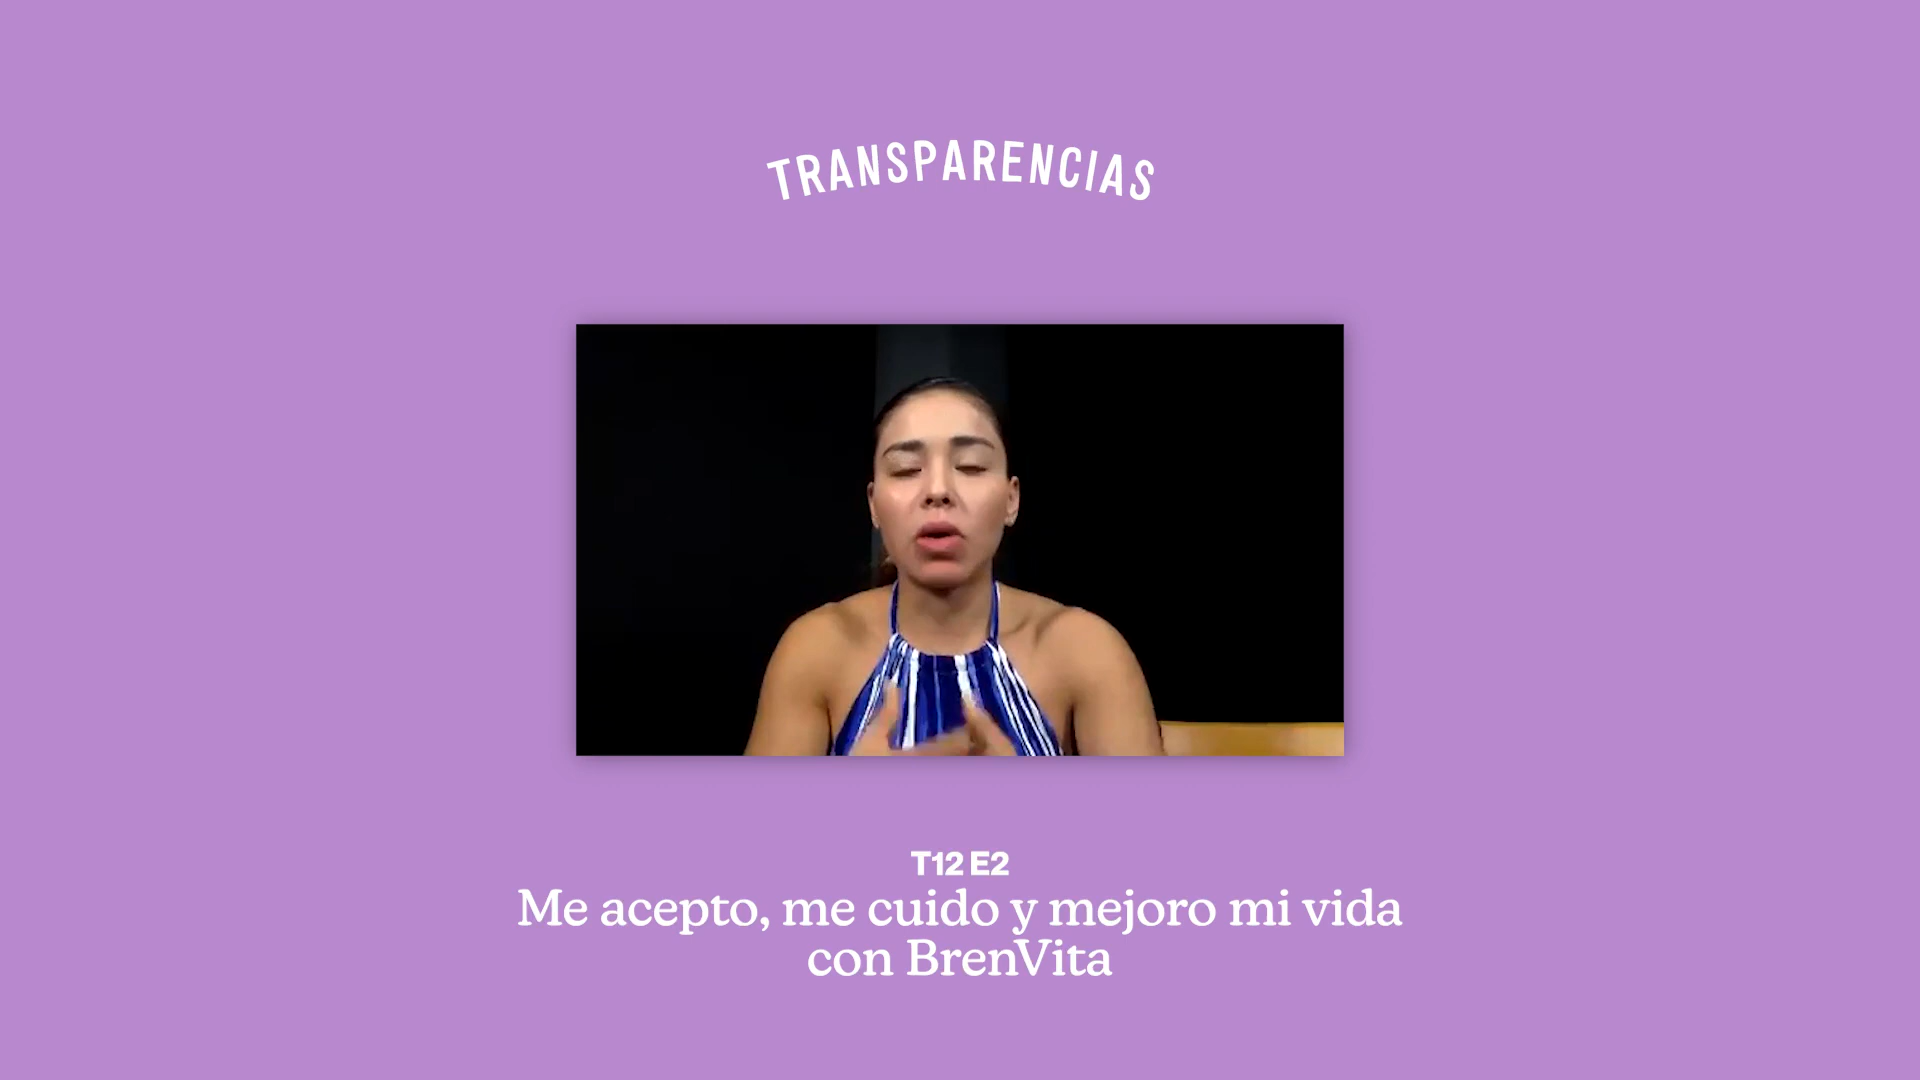 TRANSPARENCIAS
T12 E2
Me acepto, me cuido y mejoro mi vida
con BrenVita